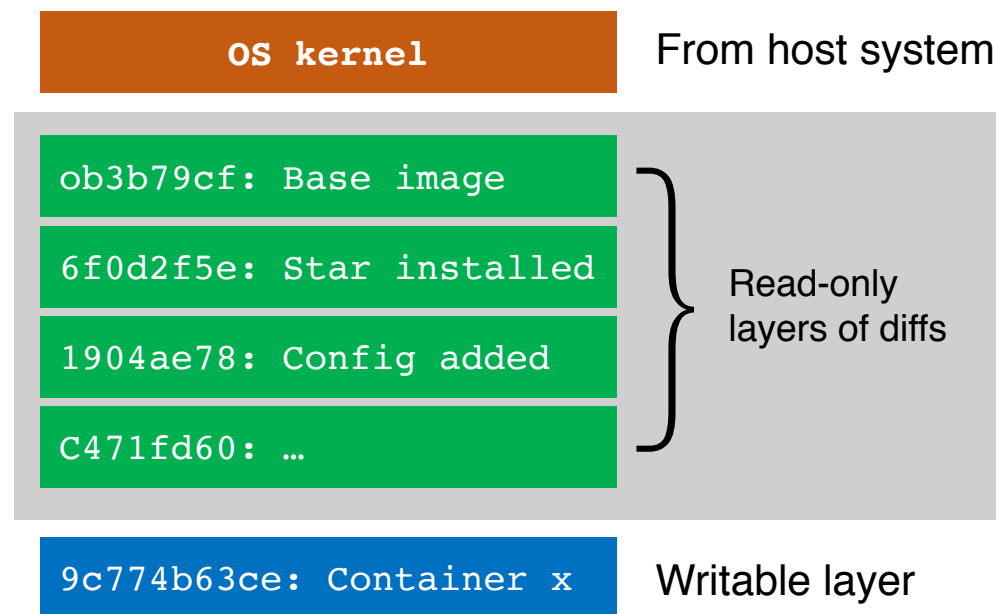 OS kernel From host system
ob3b79cf: Base image
6f0d2f5e: Star installed
Read-only
layers of diffs
1904ae78: Config added
C471fd60: …
9c774b63ce: Container x Writable layer